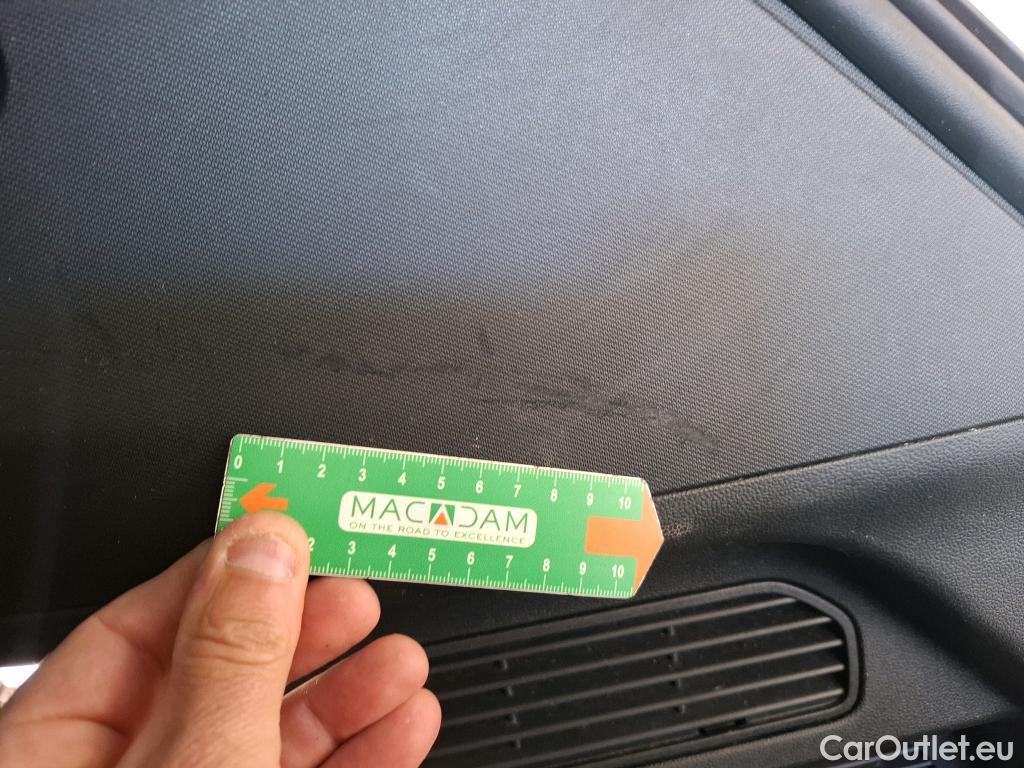 0 1 2 3 4 5 6 7 8 9 10
MACADAM
ON THE ROAD TO EXCELLENCE
2 3 4 5 6 7 8 9 10
CarOutlet.eu